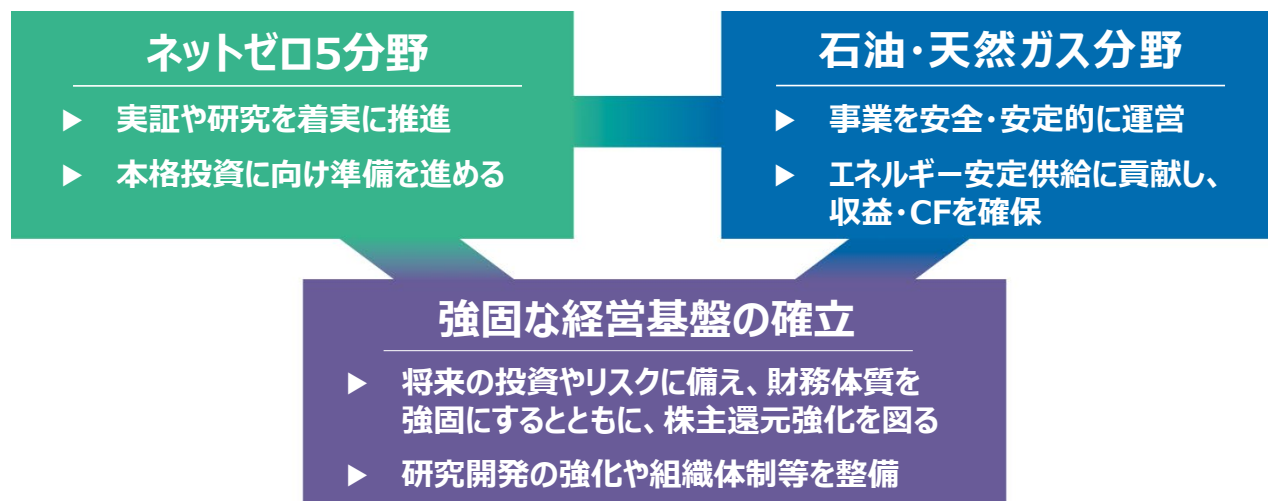 ネットゼロ5分野
▶ 実証や研究を着実に推進
▶ 本格投資に向け準備を進める
石油・天然ガス分野
▶ 事業を安全・安定的に運営
▶ エネルギー安定供給に貢献し、
収益・CFを確保
強固な経営基盤の確立
▶ 将来の投資やリスクに備え、財務体質を
強固にするとともに、株主還元強化を図る
▶ 研究開発の強化や組織体制等を整備